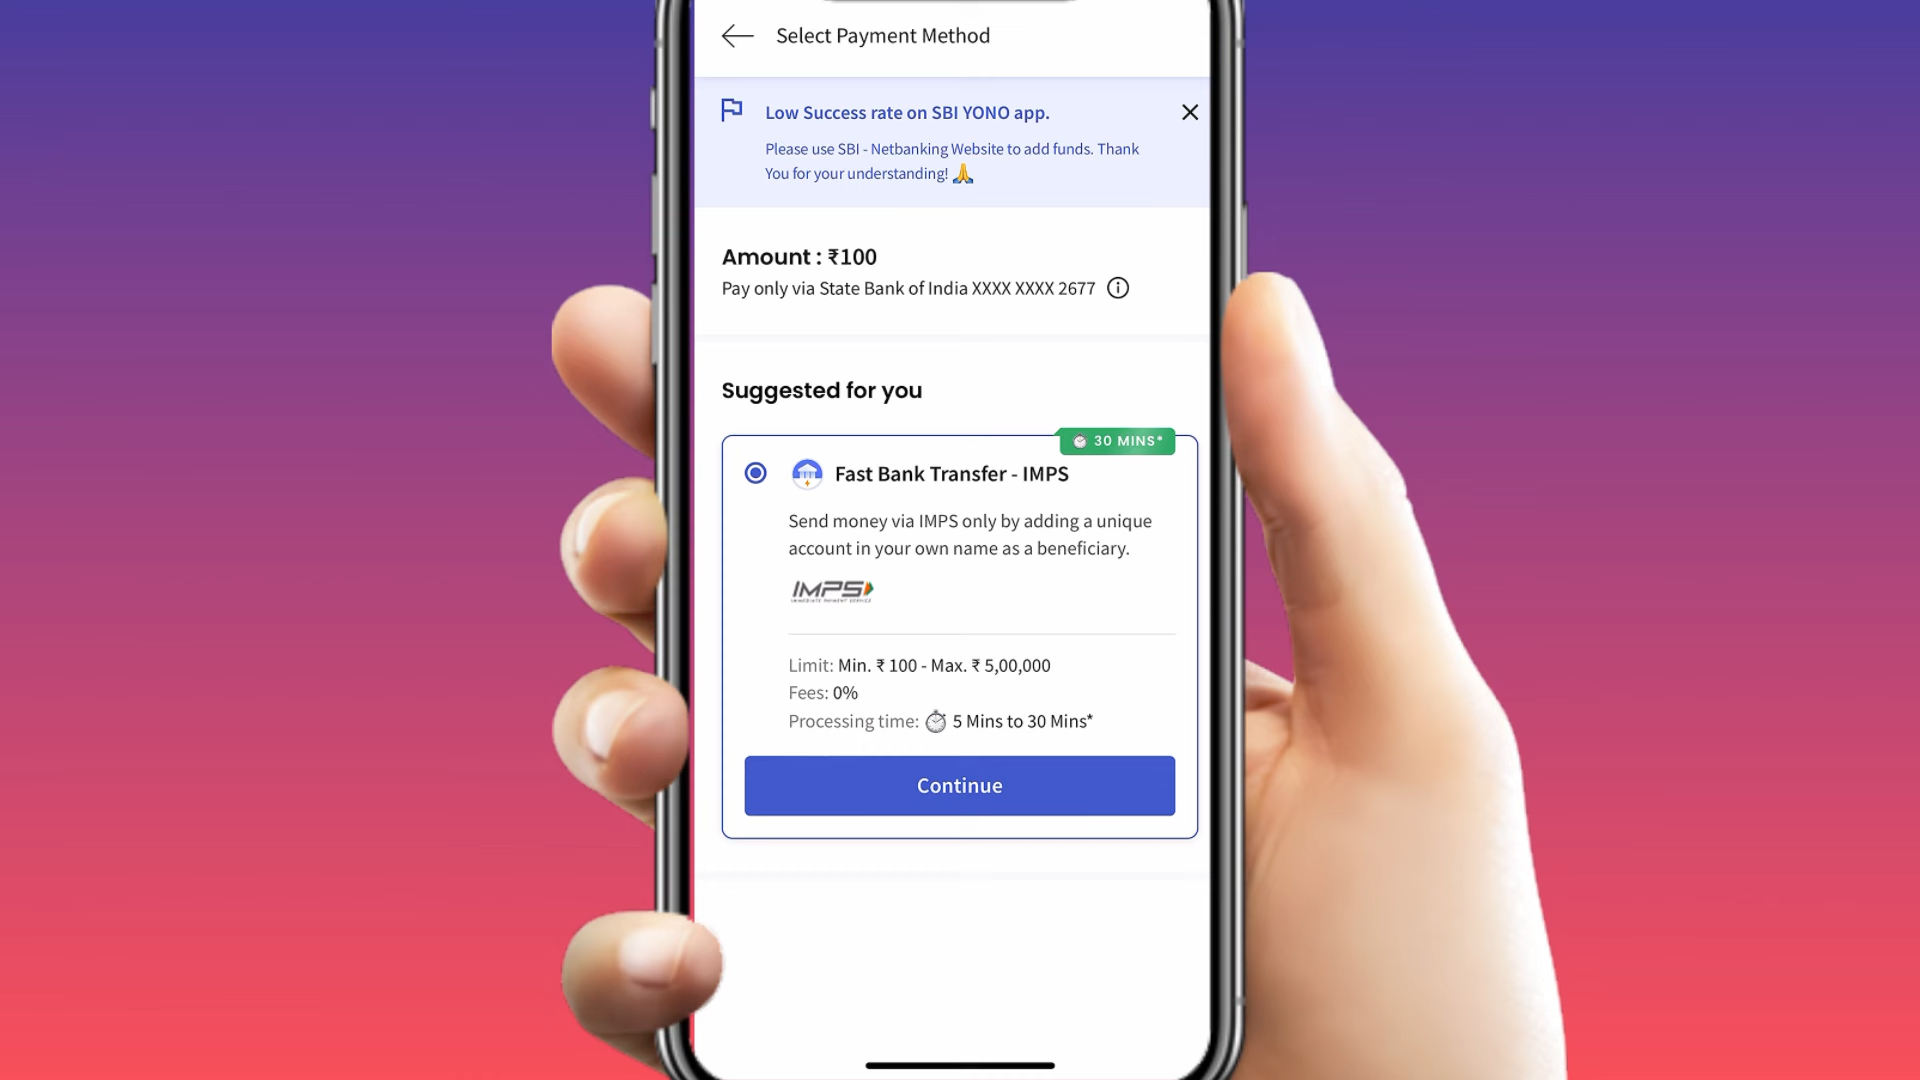 Select Payment Method
Low Success rate on SBI YONO app.
Please use SBI - Netbanking Website to add funds. Thank
You for your understanding! 🙏
Amount : ₹100
Pay only via State Bank of India XXXX XXXX 2677
Suggested for you
30 MINS*
Fast Bank Transfer - IMPS
Send money via IMPS only by adding a unique
account in your own name as a beneficiary.
IMPS
IMMEDIATE PAYMENT SERVICE
Limit: Min. ₹ 100 - Max. ₹ 5,00,000
Fees: 0%
Processing time: ⏱ 5 Mins to 30 Mins*
Continue